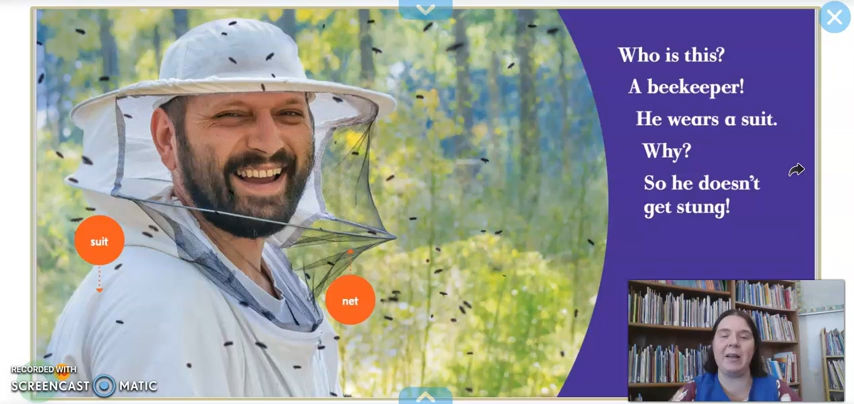 Who is this?
A beekeeper!
He wears a suit.
Why?
So he doesn't
get stung!
suit
net
RECORDED WITH
SCREENCAST MATIC